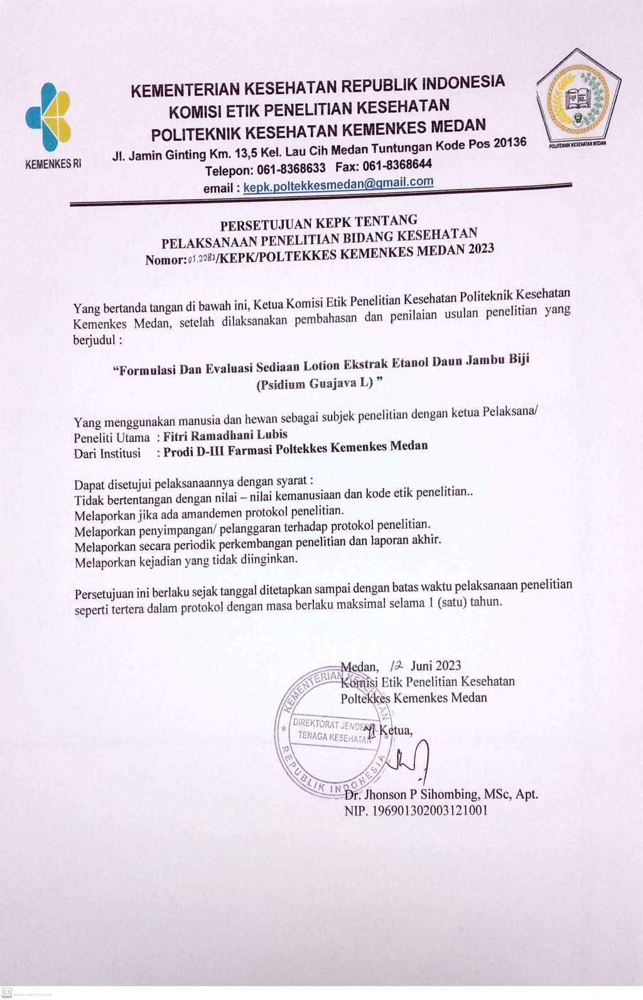 KEMENTERIAN KESEHATAN REPUBLIK INDONESIA
KOMISI ETIK PENELITIAN KESEHATAN
POLITEKNIK KESEHATAN KEMENKES MEDAN
Jl. Jamin Ginting Km. 13,5 Kel. Lau Cih Medan Tuntungan Kode Pos 20136
Telepon: 061-8368633 Fax: 061-8368644
email : kepk.poltekkesmedan@gmail.com
KEMENKES RI
POLITEKNIK KESEHATAN MEDAN
PERSETUJUAN KEPK TENTANG
PELAKSANAAN PENELITIAN BIDANG KESEHATAN
Nomor: /KEPK/POLTEKKES KEMENKES MEDAN 2023
Yang bertanda tangan di bawah ini, Ketua Komisi Etik Penelitian Kesehatan Politeknik Kesehatan
Kemenkes Medan, setelah dilaksanakan pembahasan dan penilaian usulan penelitian yang
berjudul :
“Formulasi Dan Evaluasi Sediaan Lotion Ekstrak Etanol Daun Jambu Biji
(Psidium Guajava L) ”
Yang menggunakan manusia dan hewan sebagai subjek penelitian dengan ketua Pelaksana/
Peneliti Utama : Fitri Ramadhani Lubis
Dari Institusi : Prodi D-III Farmasi Poltekkes Kemenkes Medan
Dapat disetujui pelaksanaannya dengan syarat :
Tidak bertentangan dengan nilai – nilai kemanusiaan dan kode etik penelitian..
Melaporkan jika ada amandemen protokol penelitian.
Melaporkan penyimpangan/ pelanggaran terhadap protokol penelitian.
Melaporkan secara periodik perkembangan penelitian dan laporan akhir.
Melaporkan kejadian yang tidak diinginkan.
Persetujuan ini berlaku sejak tanggal ditetapkan sampai dengan batas waktu pelaksanaan penelitian
seperti tertera dalam protokol dengan masa berlaku maksimal selama 1 (satu) tahun.
Medan, 12 Juni 2023
Komisi Etik Penelitian Kesehatan
Poltekkes Kemenkes Medan
Ketua,
KEMENTERIAN KESEHATAN
DIREKTORAT JENDERAL
TENAGA KESEHATAN
REPUBLIK INDONESIA
Dr. Jhonson P Sihombing, MSc, Apt.
NIP. 196901302003121001
CS